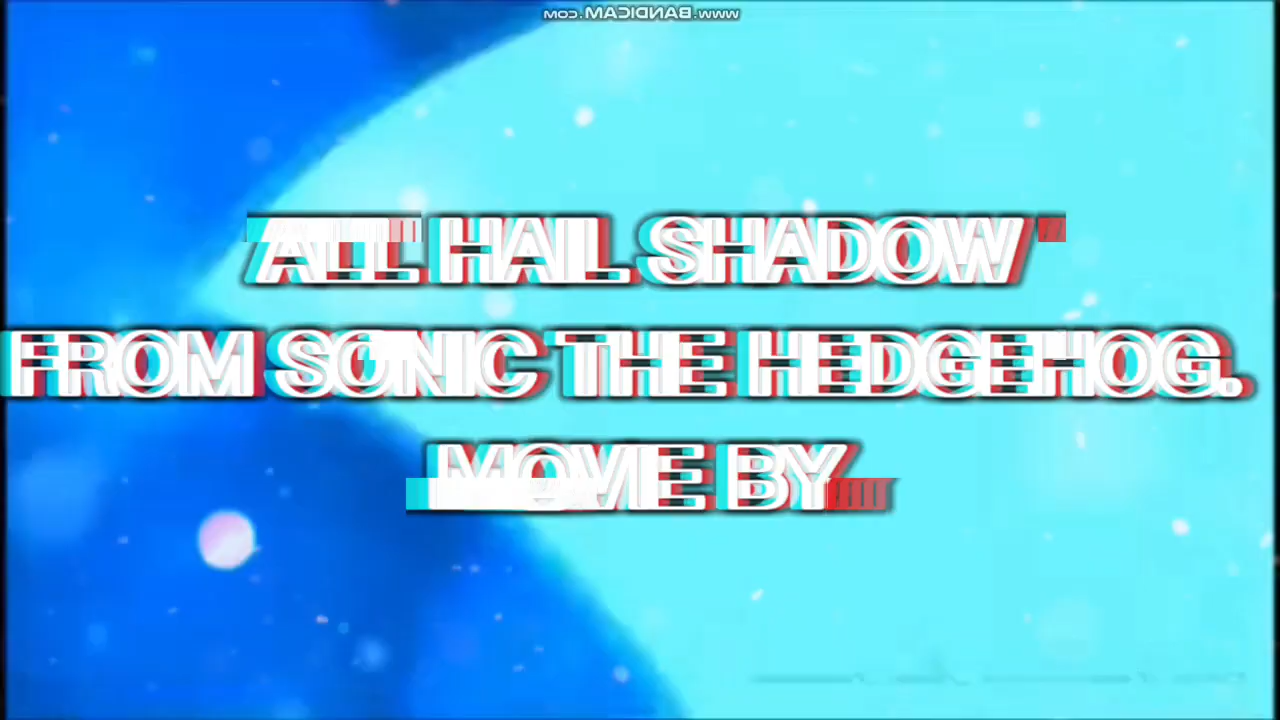 www.BANDICAM.com
"ALL HAIL SHADOW"
FROM SONIC THE HEDGEHOG.
MOVIE BY